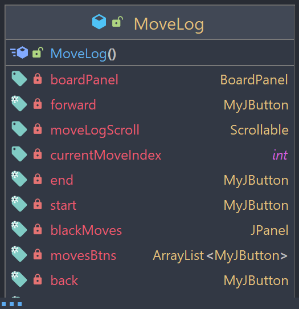 MoveLog
MoveLog()
boardPanel BoardPanel
forward MyJButton
moveLogScroll Scrollable
currentMoveIndex int
end MyJButton
start MyJButton
blackMoves JPanel
movesBtns ArrayList<MyJButton>
back MyJButton